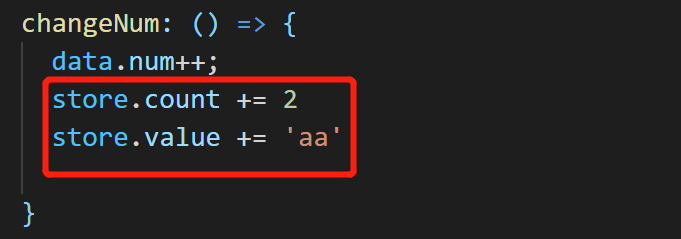 changeNum: () => {
data.num++;
store.count += 2
store.value += 'aa'
}